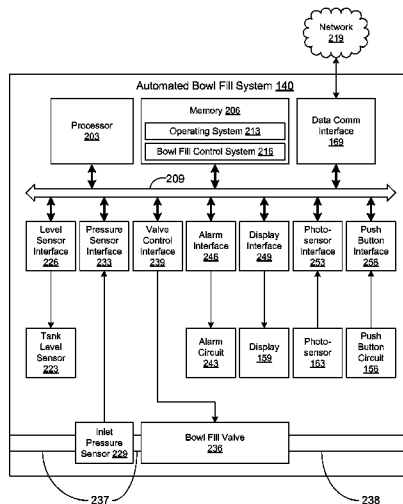 Network
219
Automated Bowl Fill System 140
Processor
203
Memory 206
Operating System 213
Bowl Fill Control System 216
Data Comm
Interface
169
209
Level
Sensor
Interface
226
Pressure
Sensor
Interface
233
Valve
Control
Interface
239
Alarm
Interface
246
Display
Interface
249
Photo-
sensor
Interface
253
Push
Button
Interface
256
Tank
Level
Sensor
223
Alarm
Circuit
243
Display
159
Photo-
sensor
163
Push
Button
Circuit
156
Inlet
Pressure
Sensor 229
Bowl Fill Valve
236
237
238